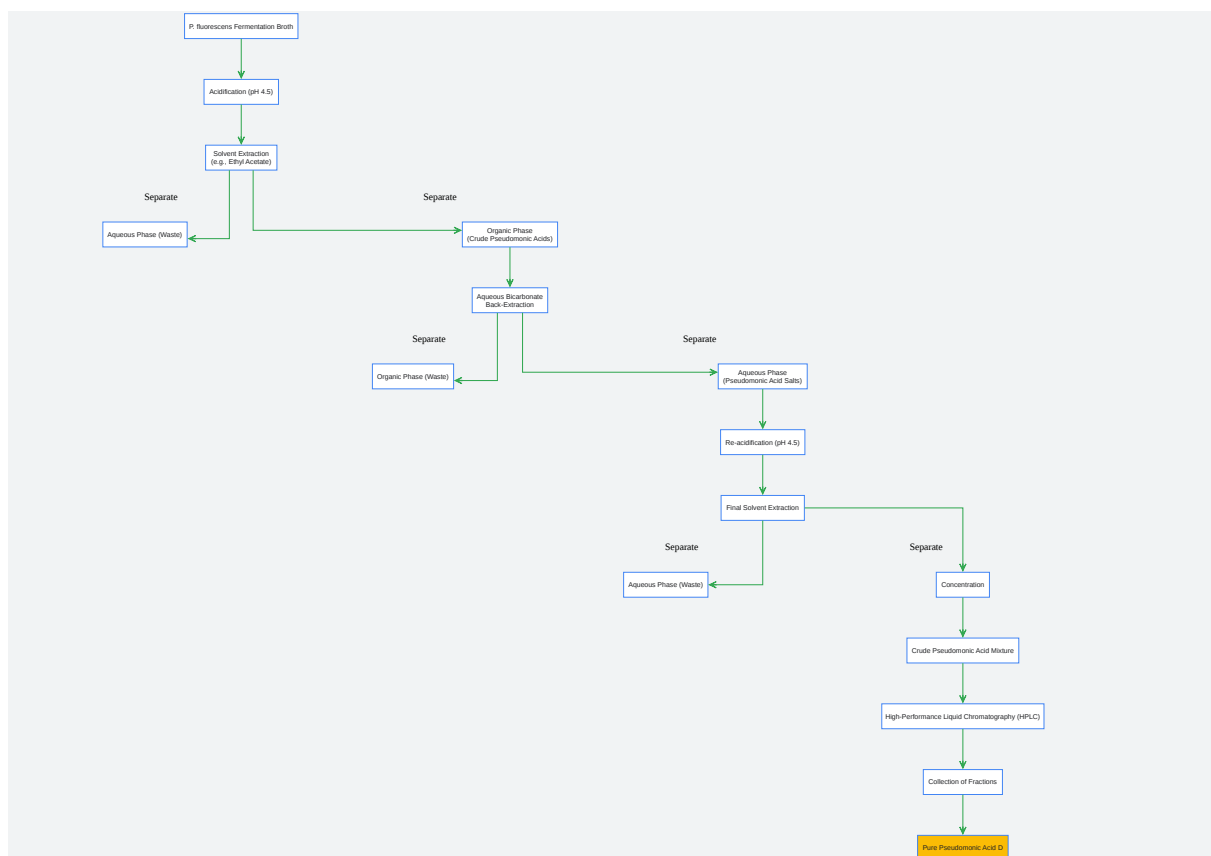 P. fluorescens Fermentation Broth
Acidification (pH 4.5)
Solvent Extraction
(e.g., Ethyl Acetate)
Separate
Separate
Aqueous Phase (Waste)
Organic Phase
(Crude Pseudomonic Acids)
Aqueous Bicarbonate
Back-Extraction
Separate
Separate
Organic Phase (Waste)
Aqueous Phase
(Pseudomonic Acid Salts)
Re-acidification (pH 4.5)
Final Solvent Extraction
Separate
Separate
Aqueous Phase (Waste)
Concentration
Crude Pseudomonic Acid Mixture
High-Performance Liquid Chromatography (HPLC)
Collection of Fractions
Pure Pseudomonic Acid D